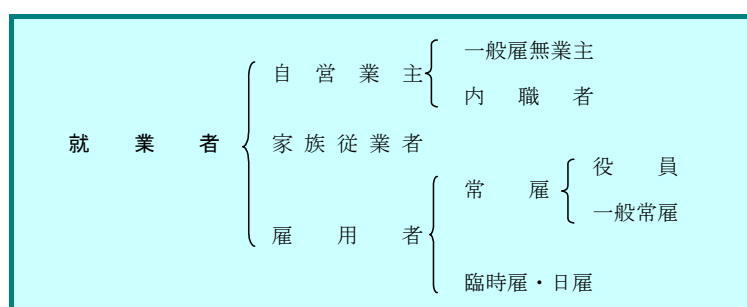 一般雇無業主
自営業主
内職者
就業者
家族従業者
役員
常雇
一般常雇
雇用者
臨時雇・日雇